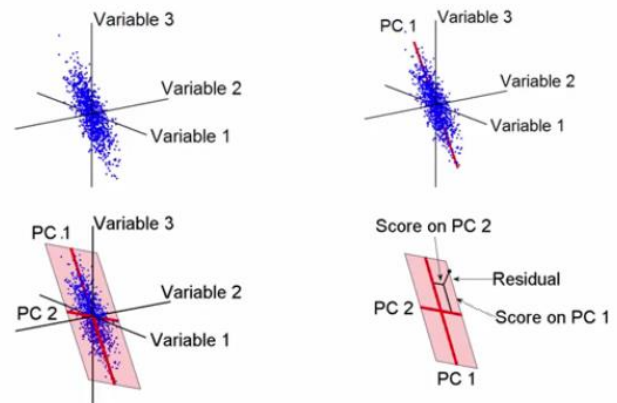 Variable 3
Variable 2
Variable 1
PC.1
Variable 3
Variable 2
Variable 1
PC.1
Variable 3
Variable 2
PC 2
Variable 1
Score on PC 2
Residual
PC 2
Score on PC 1
PC 1